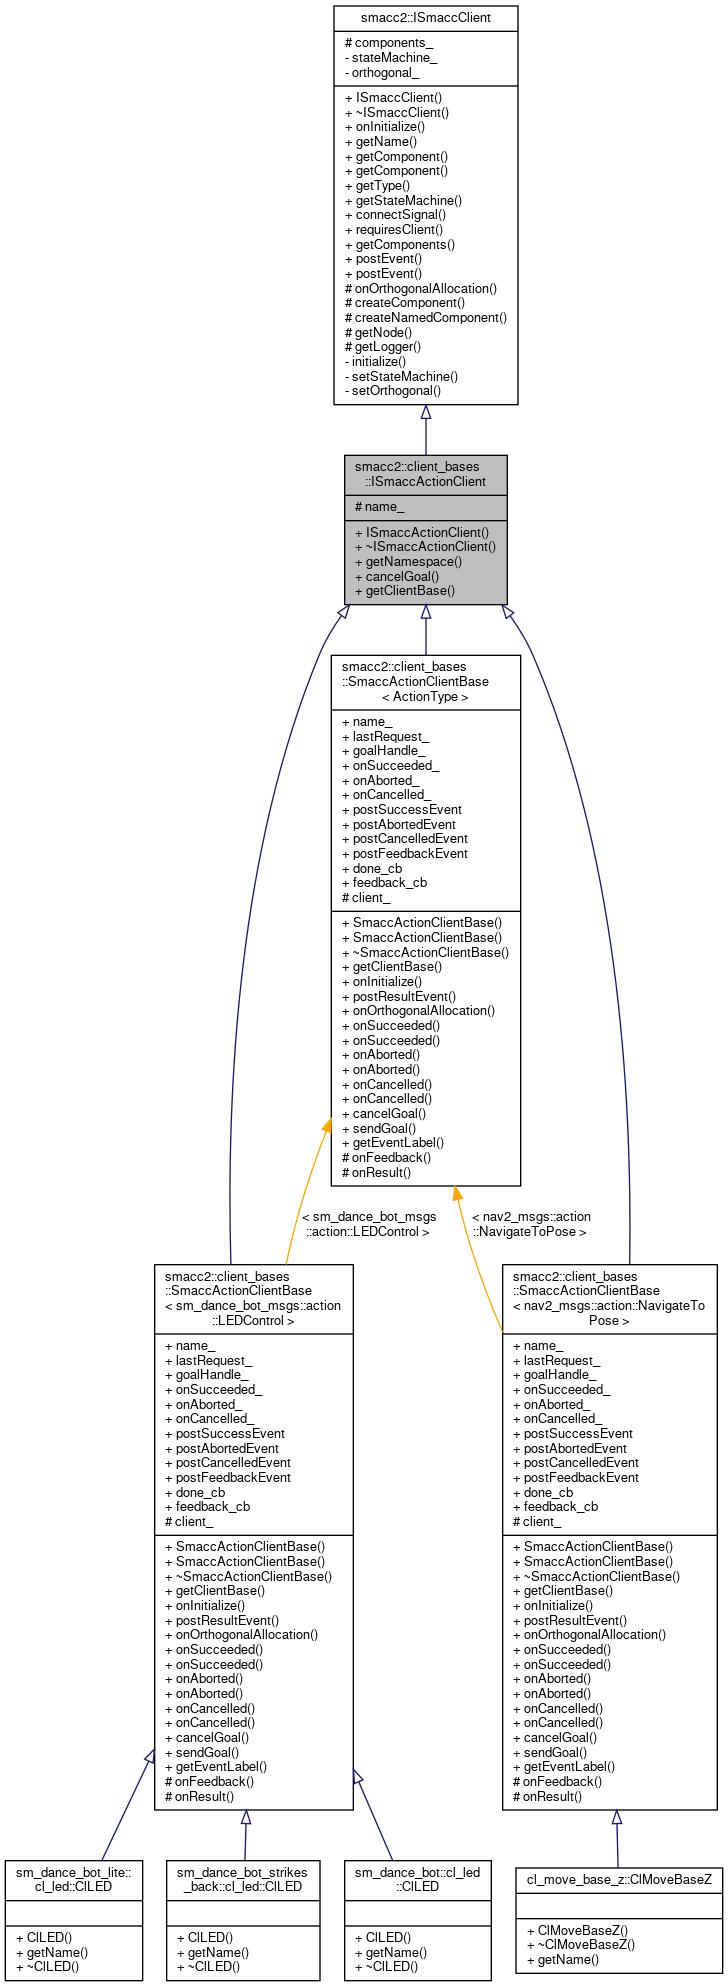 smacc2::ISmaccClient
# components_
- stateMachine_
- orthogonal_
+ ISmaccClient()
+ ~ISmaccClient()
+ onInitialize()
+ getName()
+ getComponent()
+ getComponent()
+ getType()
+ getStateMachine()
+ connectSignal()
+ requiresClient()
+ getComponents()
+ postEvent()
+ postEvent()
# onOrthogonalAllocation()
# createComponent()
# createNamedComponent()
# getNode()
# getLogger()
- initialize()
- setStateMachine()
- setOrthogonal()
smacc2::client_bases
::ISmaccActionClient
# name_
+ ISmaccActionClient()
+ ~ISmaccActionClient()
+ getNamespace()
+ cancelGoal()
+ getClientBase()
smacc2::client_bases
::SmaccActionClientBase
< ActionType >
+ name_
+ lastRequest_
+ goalHandle_
+ onSucceeded_
+ onAborted_
+ onCancelled_
+ postSuccessEvent
+ postAbortedEvent
+ postCancelledEvent
+ postFeedbackEvent
+ done_cb
+ feedback_cb
# client_
+ SmaccActionClientBase()
+ SmaccActionClientBase()
+ ~SmaccActionClientBase()
+ getClientBase()
+ onInitialize()
+ postResultEvent()
+ onOrthogonalAllocation()
+ onSucceeded()
+ onSucceeded()
+ onAborted()
+ onAborted()
+ onCancelled()
+ onCancelled()
+ cancelGoal()
+ sendGoal()
+ getEventLabel()
# onFeedback()
# onResult()
< sm_dance_bot_msgs
::action::LEDControl >
< nav2_msgs::action
::NavigateToPose >
smacc2::client_bases
::SmaccActionClientBase
< sm_dance_bot_msgs::action
::LEDControl >
+ name_
+ lastRequest_
+ goalHandle_
+ onSucceeded_
+ onAborted_
+ onCancelled_
+ postSuccessEvent
+ postAbortedEvent
+ postCancelledEvent
+ postFeedbackEvent
+ done_cb
+ feedback_cb
# client_
+ SmaccActionClientBase()
+ SmaccActionClientBase()
+ ~SmaccActionClientBase()
+ getClientBase()
+ onInitialize()
+ postResultEvent()
+ onOrthogonalAllocation()
+ onSucceeded()
+ onSucceeded()
+ onAborted()
+ onAborted()
+ onCancelled()
+ onCancelled()
+ cancelGoal()
+ sendGoal()
+ getEventLabel()
# onFeedback()
# onResult()
smacc2::client_bases
::SmaccActionClientBase
< nav2_msgs::action::NavigateTo
Pose >
+ name_
+ lastRequest_
+ goalHandle_
+ onSucceeded_
+ onAborted_
+ onCancelled_
+ postSuccessEvent
+ postAbortedEvent
+ postCancelledEvent
+ postFeedbackEvent
+ done_cb
+ feedback_cb
# client_
+ SmaccActionClientBase()
+ SmaccActionClientBase()
+ ~SmaccActionClientBase()
+ getClientBase()
+ onInitialize()
+ postResultEvent()
+ onOrthogonalAllocation()
+ onSucceeded()
+ onSucceeded()
+ onAborted()
+ onAborted()
+ onCancelled()
+ onCancelled()
+ cancelGoal()
+ sendGoal()
+ getEventLabel()
# onFeedback()
# onResult()
sm_dance_bot_lite::
cl_led::ClLED
+ ClLED()
+ getName()
+ ~ClLED()
sm_dance_bot_strikes
_back::cl_led::ClLED
+ ClLED()
+ getName()
+ ~ClLED()
sm_dance_bot::cl_led
::ClLED
+ ClLED()
+ getName()
+ ~ClLED()
cl_move_base_z::ClMoveBaseZ
+ ClMoveBaseZ()
+ ~ClMoveBaseZ()
+ getName()